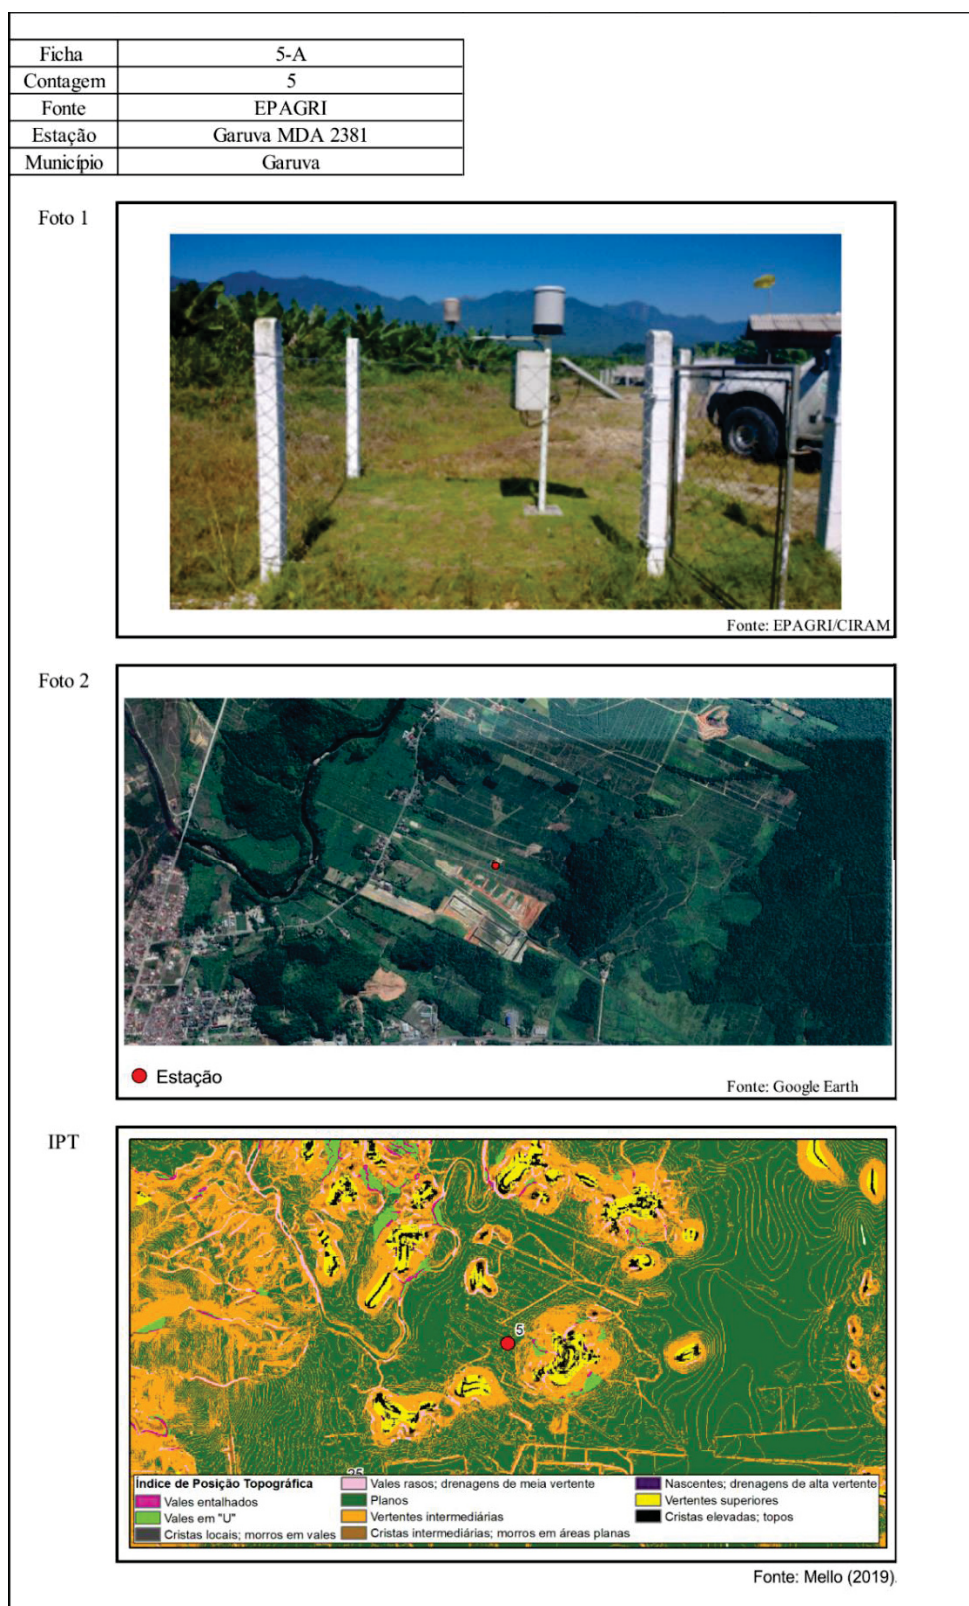 Ficha 5-A
Contagem 5
Fonte EPAGRI
Estação Garuva MDA 2381
Município Garuva
Foto 1
Fonte: EPAGRI/CIRAM
Foto 2
Estação
Fonte: Google Earth
IPT
5
25
Índice de Posição Topográfica
Vales entalhados
Vales em "U"
Cristas locais; morros em vales
Vales rasos; drenagens de meia vertente
Planos
Vertentes intermediárias
Cristas intermediárias; morros em áreas planas
Nascentes; drenagens de alta vertente
Vertentes superiores
Cristas elevadas; topos
Fonte: Mello (2019).